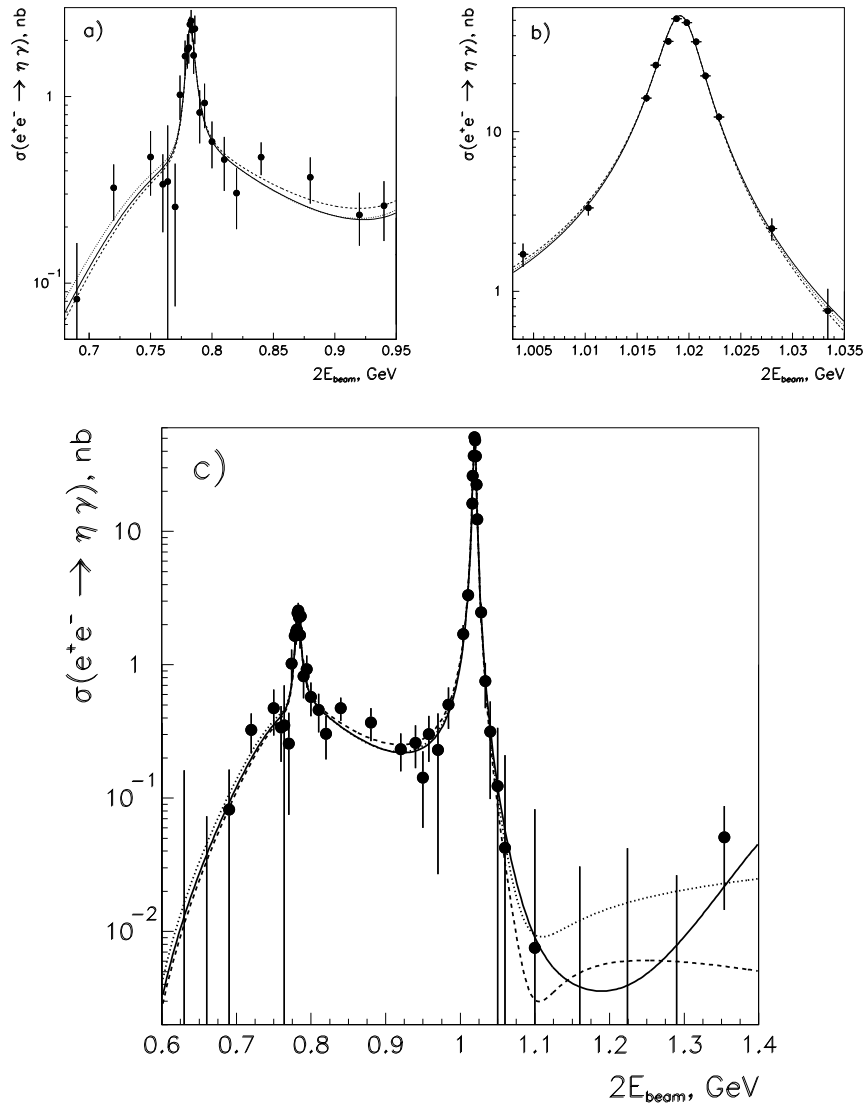 a)
σ(e⁺e⁻ → η γ), nb
1
10⁻¹
0.7 0.75 0.8 0.85 0.9 0.95
2E_beam, GeV
b)
σ(e⁺e⁻ → η γ), nb
10
1
1.005 1.01 1.015 1.02 1.025 1.03 1.035
2E_beam, GeV
c)
σ(e⁺e⁻ → η γ), nb
10
1
10⁻¹
10⁻²
0.6 0.7 0.8 0.9 1 1.1 1.2 1.3 1.4
2E_beam, GeV